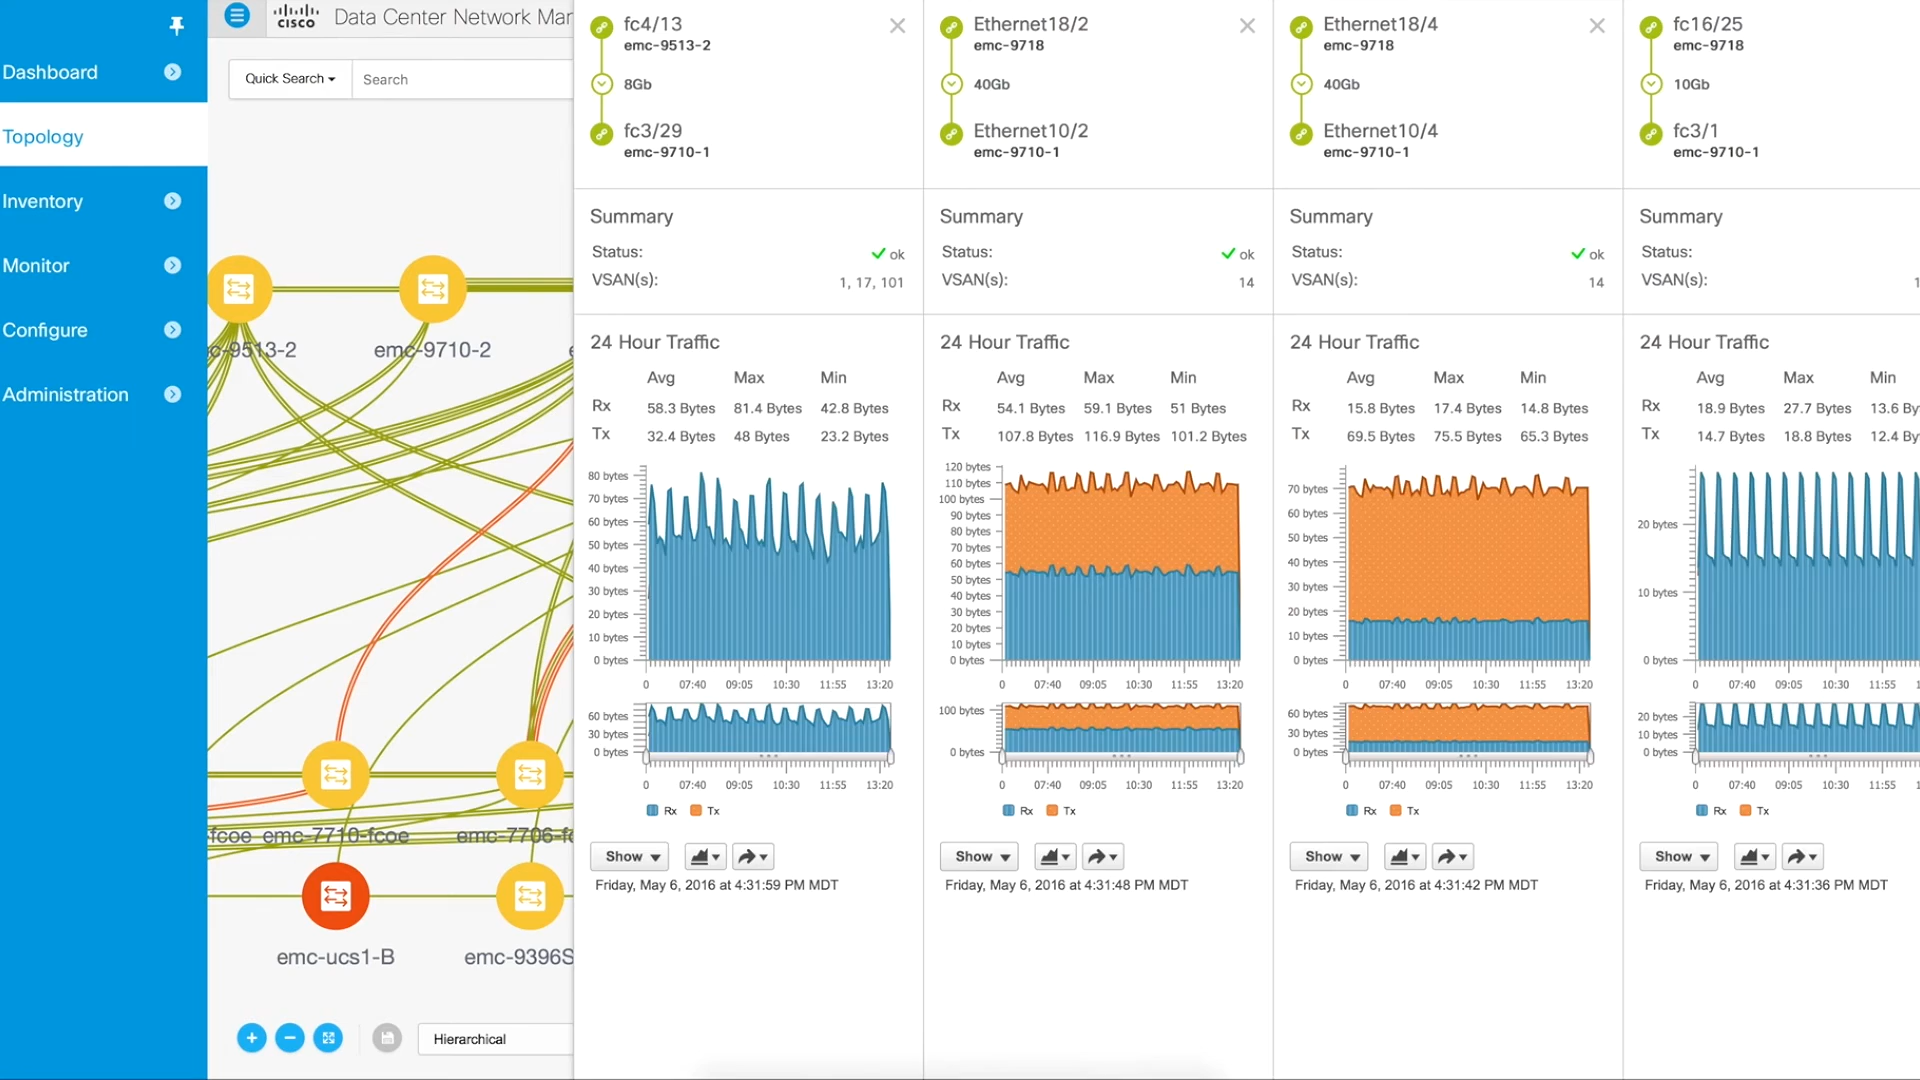 Dashboard
Topology
Inventory
Monitor
Configure
Administration
CISCO Data Center Network Mar
Quick Search Search
c-9513-2
emc-9710-2
fcoe emc-7710-fcoe
emc-7706-fc
emc-ucs1-B
emc-9396S
Hierarchical
fc4/13
emc-9513-2
8Gb
fc3/29
emc-9710-1
Summary
Status: ok
VSAN(s): 1, 17, 101
24 Hour Traffic
Avg Max Min
Rx 58.3 Bytes 81.4 Bytes 42.8 Bytes
Tx 32.4 Bytes 48 Bytes 23.2 Bytes
80 bytes
70 bytes
60 bytes
50 bytes
40 bytes
30 bytes
20 bytes
10 bytes
0 bytes
0 07:40 09:05 10:30 11:55 13:20
60 bytes
30 bytes
0 bytes
0 07:40 09:05 10:30 11:55 13:20
Rx Tx
Show
Friday, May 6, 2016 at 4:31:59 PM MDT
Ethernet18/2
emc-9718
40Gb
Ethernet10/2
emc-9710-1
Summary
Status: ok
VSAN(s): 14
24 Hour Traffic
Avg Max Min
Rx 54.1 Bytes 59.1 Bytes 51 Bytes
Tx 107.8 Bytes 116.9 Bytes 101.2 Bytes
120 bytes
110 bytes
100 bytes
90 bytes
80 bytes
70 bytes
60 bytes
50 bytes
40 bytes
30 bytes
20 bytes
10 bytes
0 bytes
0 07:40 09:05 10:30 11:55 13:20
100 bytes
0 bytes
0 07:40 09:05 10:30 11:55 13:20
Rx Tx
Show
Friday, May 6, 2016 at 4:31:48 PM MDT
Ethernet18/4
emc-9718
40Gb
Ethernet10/4
emc-9710-1
Summary
Status: ok
VSAN(s): 14
24 Hour Traffic
Avg Max Min
Rx 15.8 Bytes 17.4 Bytes 14.8 Bytes
Tx 69.5 Bytes 75.5 Bytes 65.3 Bytes
70 bytes
60 bytes
50 bytes
40 bytes
30 bytes
20 bytes
10 bytes
0 bytes
0 07:40 09:05 10:30 11:55 13:20
60 bytes
30 bytes
0 bytes
0 07:40 09:05 10:30 11:55 13:20
Rx Tx
Show
Friday, May 6, 2016 at 4:31:42 PM MDT
fc16/25
emc-9718
10Gb
fc3/1
emc-9710-1
Summary
Status:
VSAN(s): 1
24 Hour Traffic
Avg Max Min
Rx 18.9 Bytes 27.7 Bytes 13.6 By
Tx 14.7 Bytes 18.8 Bytes 12.4 By
20 bytes
10 bytes
0 bytes
0 07:40 09:05 10:30 11:55 1
20 bytes
10 bytes
0 bytes
0 07:40 09:05 10:30 11:55 1
Rx Tx
Show
Friday, May 6, 2016 at 4:31:36 PM MDT